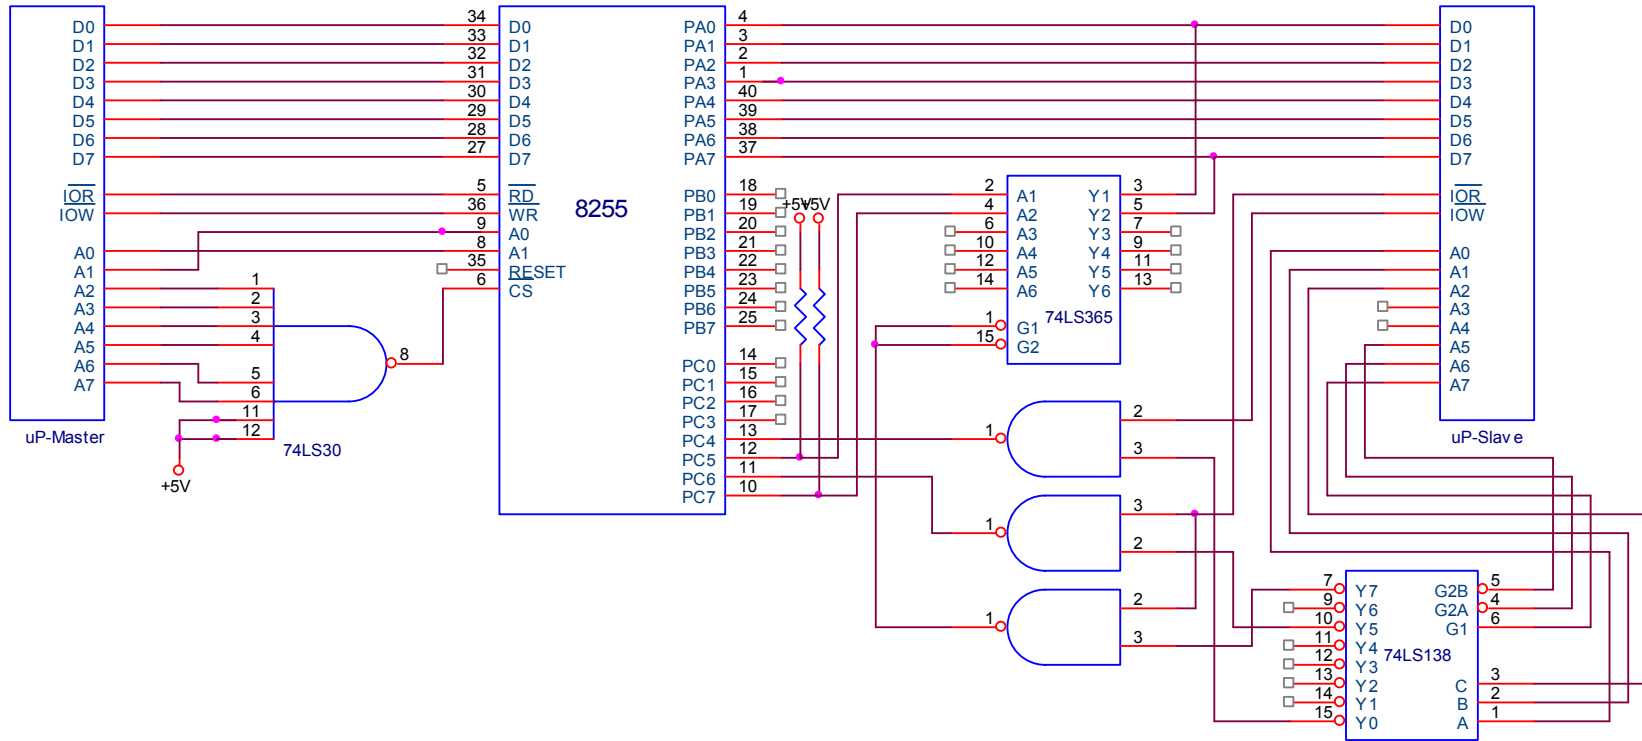 D0
D1
D2
D3
D4
D5
D6
D7
IOR
IOW
A0
A1
A2
A3
A4
A5
A6
A7
uP-Master
34
33
32
31
30
29
28
27
5
36
9
8
35
6
1
2
3
4
5
6
11
12
8
74LS30
+5V
D0
D1
D2
D3
D4
D5
D6
D7
RD
WR
A0
A1
RESET
CS
8255
PA0
PA1
PA2
PA3
PA4
PA5
PA6
PA7
PB0
PB1
PB2
PB3
PB4
PB5
PB6
PB7
PC0
PC1
PC2
PC3
PC4
PC5
PC6
PC7
4
3
2
1
40
39
38
37
18
19
20
21
22
23
24
25
14
15
16
17
13
12
11
10
+5V
+5V
2
4
6
10
12
14
1
15
A1
A2
A3
A4
A5
A6
G1
G2
Y1
Y2
Y3
Y4
Y5
Y6
74LS365
3
5
7
9
11
13
1
2
3
1
3
2
1
2
3
D0
D1
D2
D3
D4
D5
D6
D7
IOR
IOW
A0
A1
A2
A3
A4
A5
A6
A7
uP-Slave
7
9
10
11
12
13
14
15
Y7
Y6
Y5
Y4
Y3
Y2
Y1
Y0
74LS138
G2B
G2A
G1
C
B
A
5
4
6
3
2
1